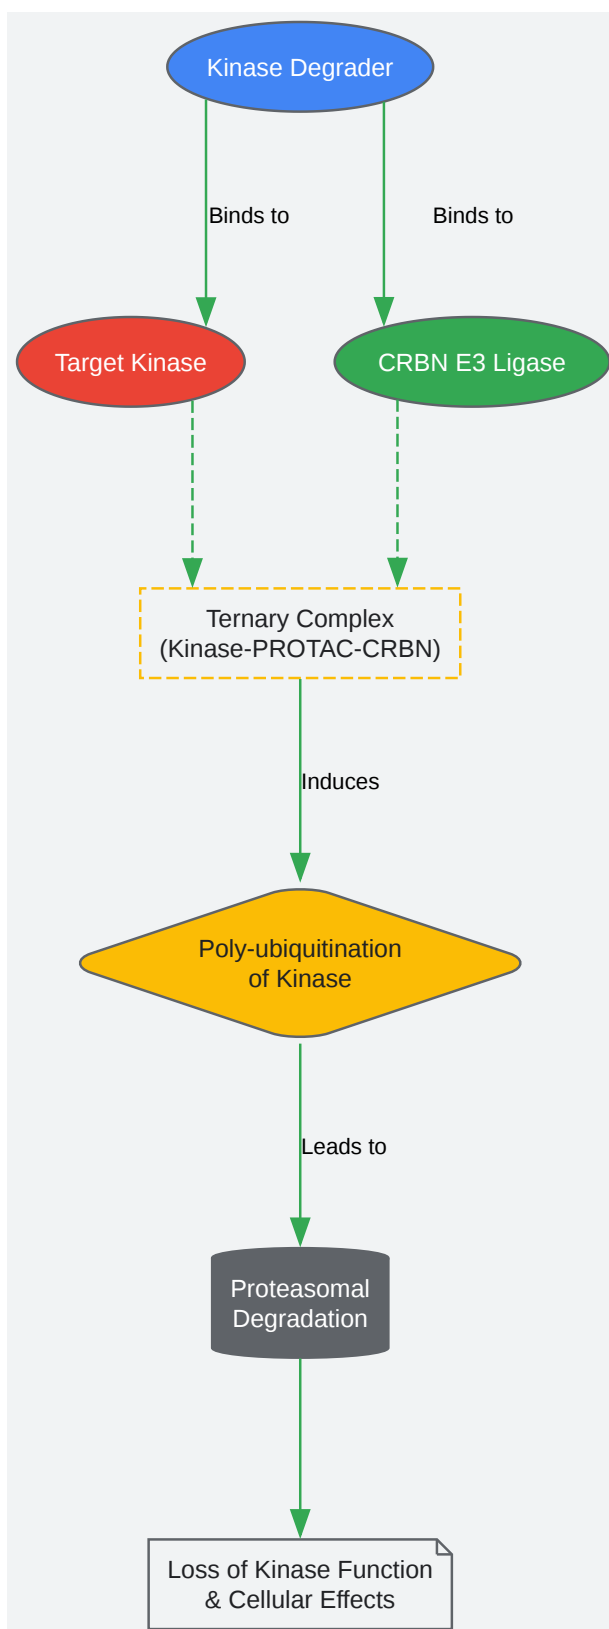 Kinase Degrader
Binds to
Binds to
Target Kinase
CRBN E3 Ligase
Ternary Complex
(Kinase-PROTAC-CRBN)
Induces
Poly-ubiquitination
of Kinase
Leads to
Proteasomal
Degradation
Loss of Kinase Function
& Cellular Effects